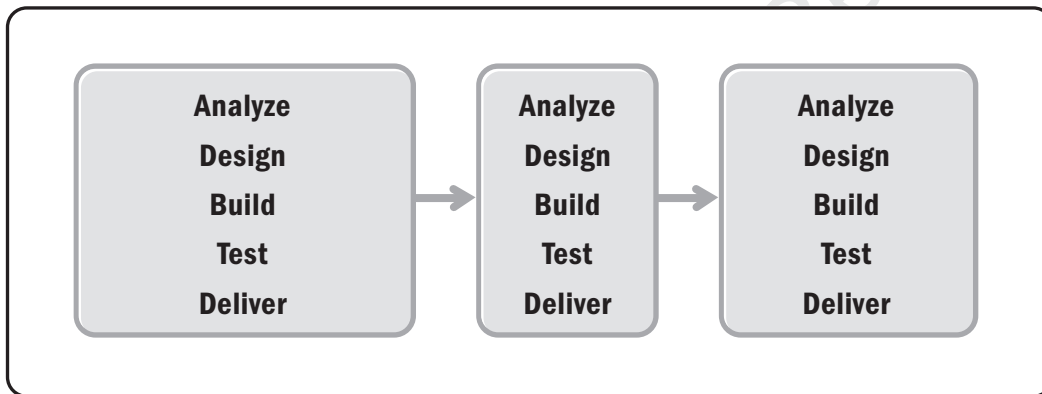 Analyze
Design
Build
Test
Deliver
Analyze
Design
Build
Test
Deliver
Analyze
Design
Build
Test
Deliver